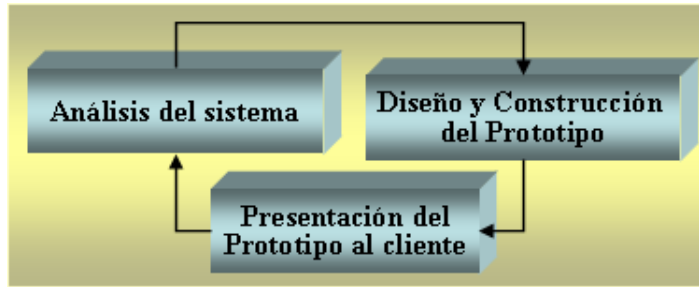 Análisis del sistema
Diseño y Construcción
del Prototipo
Presentación del
Prototipo al cliente